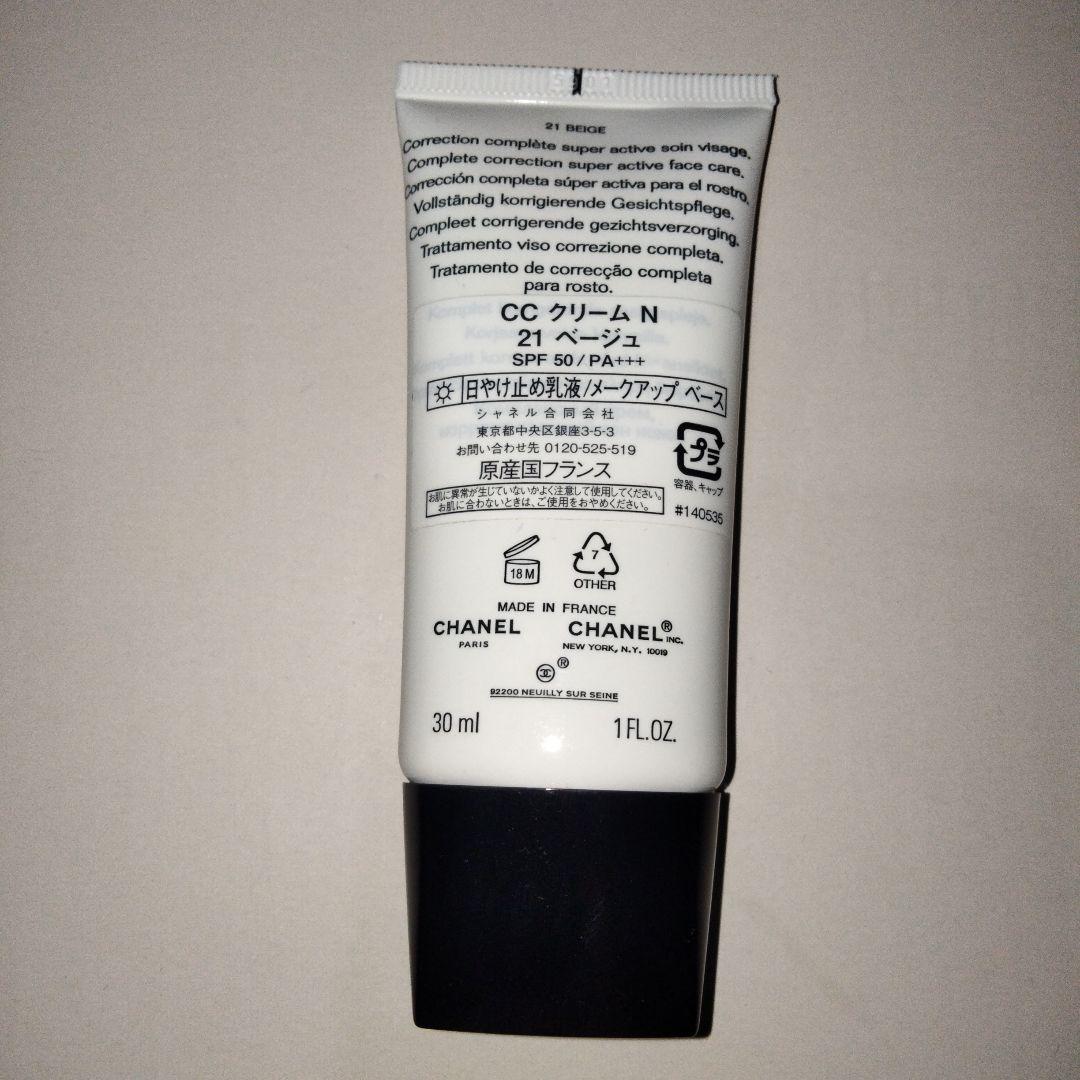 21 BEIGE
Correction complète super active soin visage.
Complete correction super active face care.
Corrección completa súper activa para el rostro.
Vollständig korrigierende Gesichtspflege.
Compleet corrigerende gezichtsverzorging.
Trattamento viso correzione completa.
Tratamento de correcção completa
para rosto.
CC クリーム N
21 ベージュ
SPF 50/PA+++
日やけ止め乳液/メークアップ ベース
シャネル合同会社
東京都中央区銀座3-5-3
お問い合わせ先 0120-525-519
原産国フランス
お肌に異常が生じていないかよく注意して使用してください。
お肌に合わないときは、ご使用をおやめください。
プラ
容器、キャップ
#140535
18 M
7
OTHER
MADE IN FRANCE
CHANEL
PARIS
CHANEL® INC.
NEW YORK, N.Y. 10019
®
92200 NEUILLY SUR SEINE
30 ml
1 FL.OZ.